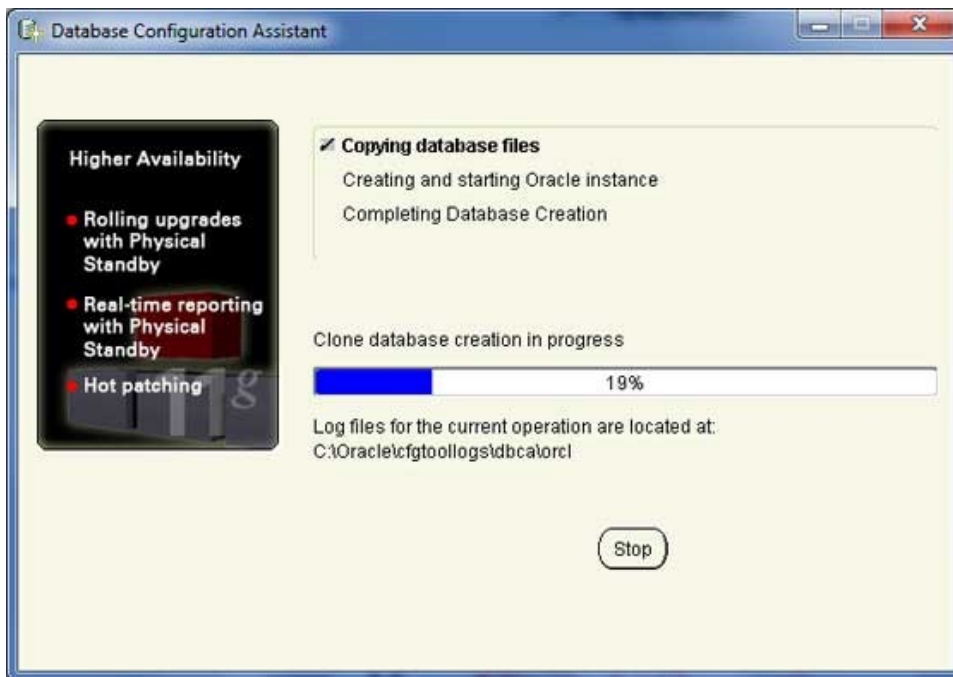 Database Configuration Assistant
Higher Availability
Rolling upgrades
with Physical
Standby
Real-time reporting
with Physical
Standby
Hot patching
11g
Copying database files
Creating and starting Oracle instance
Completing Database Creation
Clone database creation in progress
19%
Log files for the current operation are located at:
C:\Oracle\cfgtoollogs\dbca\orcl
Stop